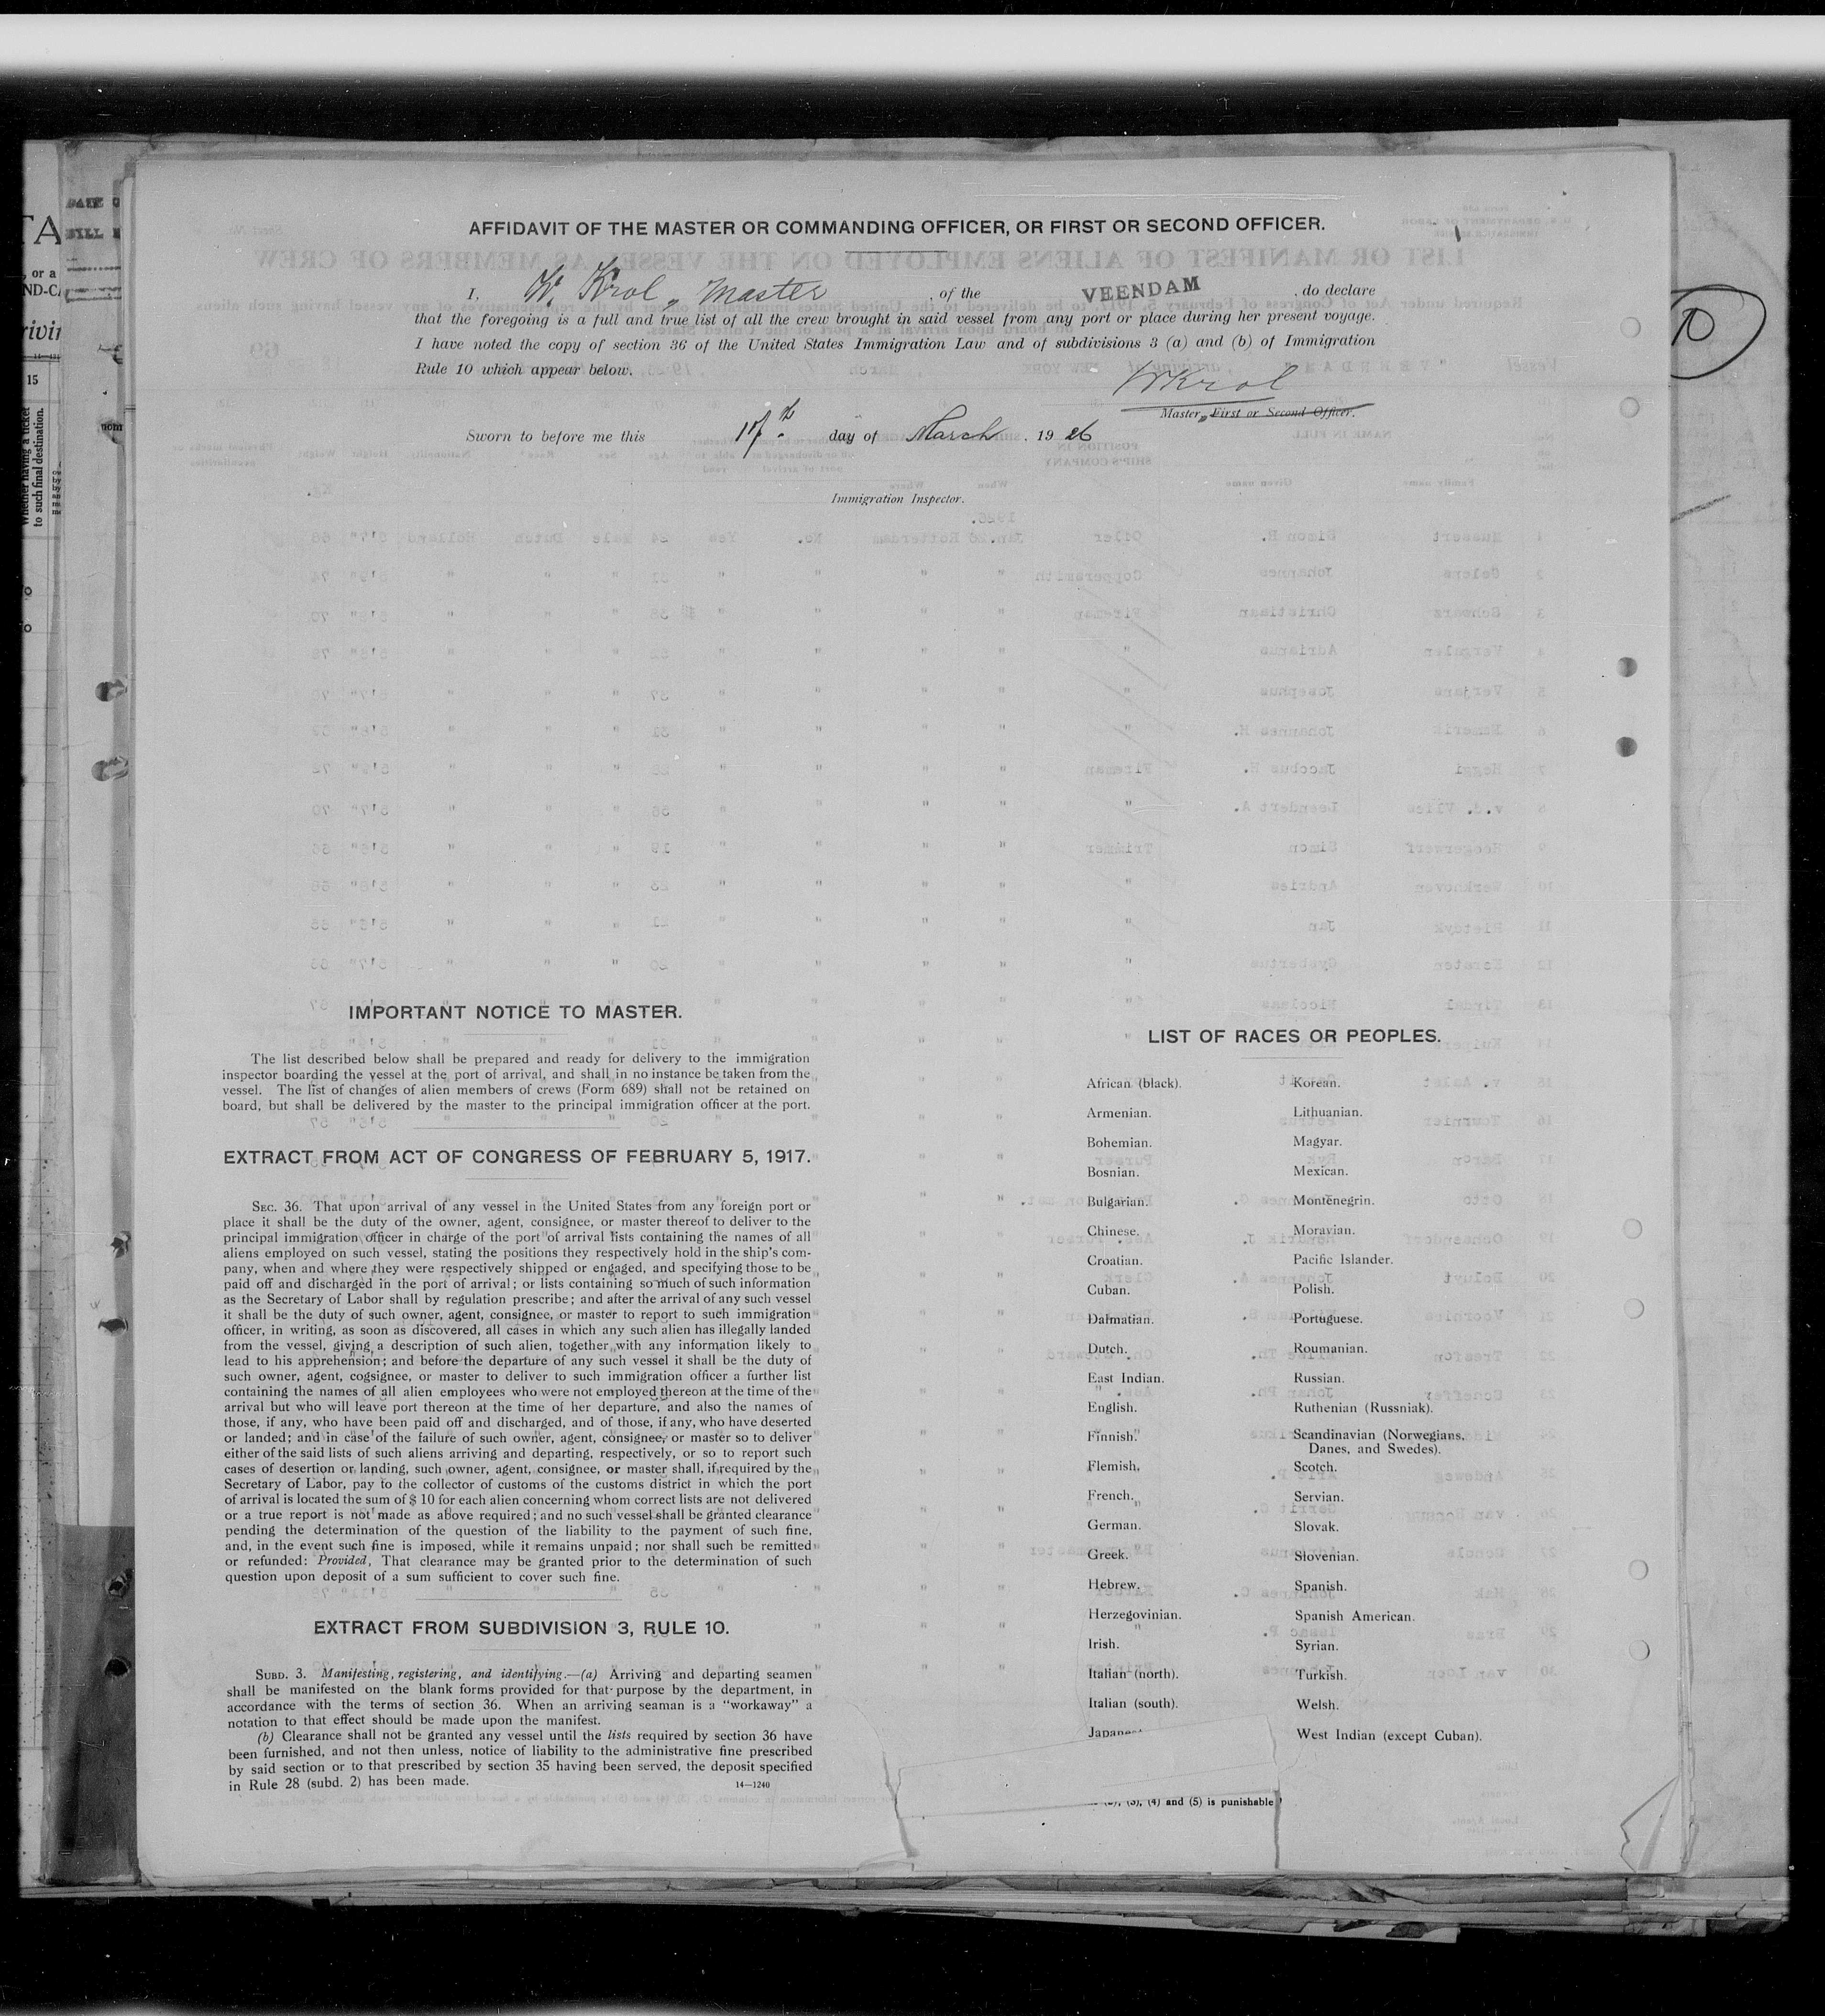 AFFIDAVIT OF THE MASTER OR COMMANDING OFFICER, OR FIRST OR SECOND OFFICER.
I, W. Krol, Master, of the VEENDAM, do declare
that the foregoing is a full and true list of all the crew brought in said vessel from any port or place during her present voyage.
I have noted the copy of section 36 of the United States Immigration Law and of subdivisions 3 (a) and (b) of Immigration
Rule 10 which appear below.
WKrol
Master, First or Second Officer.
Sworn to before me this 17th day of March, 1926
Immigration Inspector.
IMPORTANT NOTICE TO MASTER.
The list described below shall be prepared and ready for delivery to the immigration
inspector boarding the vessel at the port of arrival, and shall in no instance be taken from the
vessel. The list of changes of alien members of crews (Form 689) shall not be retained on
board, but shall be delivered by the master to the principal immigration officer at the port.
EXTRACT FROM ACT OF CONGRESS OF FEBRUARY 5, 1917.
SEC. 36. That upon arrival of any vessel in the United States from any foreign port or
place it shall be the duty of the owner, agent, consignee, or master thereof to deliver to the
principal immigration officer in charge of the port of arrival lists containing the names of all
aliens employed on such vessel, stating the positions they respectively hold in the ship's com-
pany, when and where they were respectively shipped or engaged, and specifying those to be
paid off and discharged in the port of arrival; or lists containing so much of such information
as the Secretary of Labor shall by regulation prescribe; and after the arrival of any such vessel
it shall be the duty of such owner, agent, consignee, or master to report to such immigration
officer, in writing, as soon as discovered, all cases in which any such alien has illegally landed
from the vessel, giving a description of such alien, together with any information likely to
lead to his apprehension; and before the departure of any such vessel it shall be the duty of
such owner, agent, cogsignee, or master to deliver to such immigration officer a further list
containing the names of all alien employees who were not employed thereon at the time of the
arrival but who will leave port thereon at the time of her departure, and also the names of
those, if any, who have been paid off and discharged, and of those, if any, who have deserted
or landed; and in case of the failure of such owner, agent, consignee, or master so to deliver
either of the said lists of such aliens arriving and departing, respectively, or so to report such
cases of desertion or landing, such owner, agent, consignee, or master shall, if required by the
Secretary of Labor, pay to the collector of customs of the customs district in which the port
of arrival is located the sum of $ 10 for each alien concerning whom correct lists are not delivered
or a true report is not made as above required; and no such vessel shall be granted clearance
pending the determination of the question of the liability to the payment of such fine,
and, in the event such fine is imposed, while it remains unpaid; nor shall such be remitted
or refunded: Provided, That clearance may be granted prior to the determination of such
question upon deposit of a sum sufficient to cover such fine.
EXTRACT FROM SUBDIVISION 3, RULE 10.
SUBD. 3. Manifesting, registering, and identifying.—(a) Arriving and departing seamen
shall be manifested on the blank forms provided for that purpose by the department, in
accordance with the terms of section 36. When an arriving seaman is a "workaway" a
notation to that effect should be made upon the manifest.
(b) Clearance shall not be granted any vessel until the lists required by section 36 have
been furnished, and not then unless, notice of liability to the administrative fine prescribed
by said section or to that prescribed by section 35 having been served, the deposit specified
in Rule 28 (subd. 2) has been made.
14—1240
LIST OF RACES OR PEOPLES.
African (black).
Armenian.
Bohemian.
Bosnian.
Bulgarian.
Chinese.
Croatian.
Cuban.
Dalmatian.
Dutch.
East Indian.
English.
Finnish.
Flemish.
French.
German.
Greek.
Hebrew.
Herzegovinian.
Irish.
Italian (north).
Italian (south).
Korean.
Lithuanian.
Magyar.
Mexican.
Montenegrin.
Moravian.
Pacific Islander.
Polish.
Portuguese.
Roumanian.
Russian.
Ruthenian (Russniak).
Scandinavian (Norwegians,
Danes, and Swedes).
Scotch.
Servian.
Slovak.
Slovenian.
Spanish.
Spanish American.
Syrian.
Turkish.
Welsh.
West Indian (except Cuban).
(4) and (5) is punishable
10
15
Whether having a ticket
to such final destination.